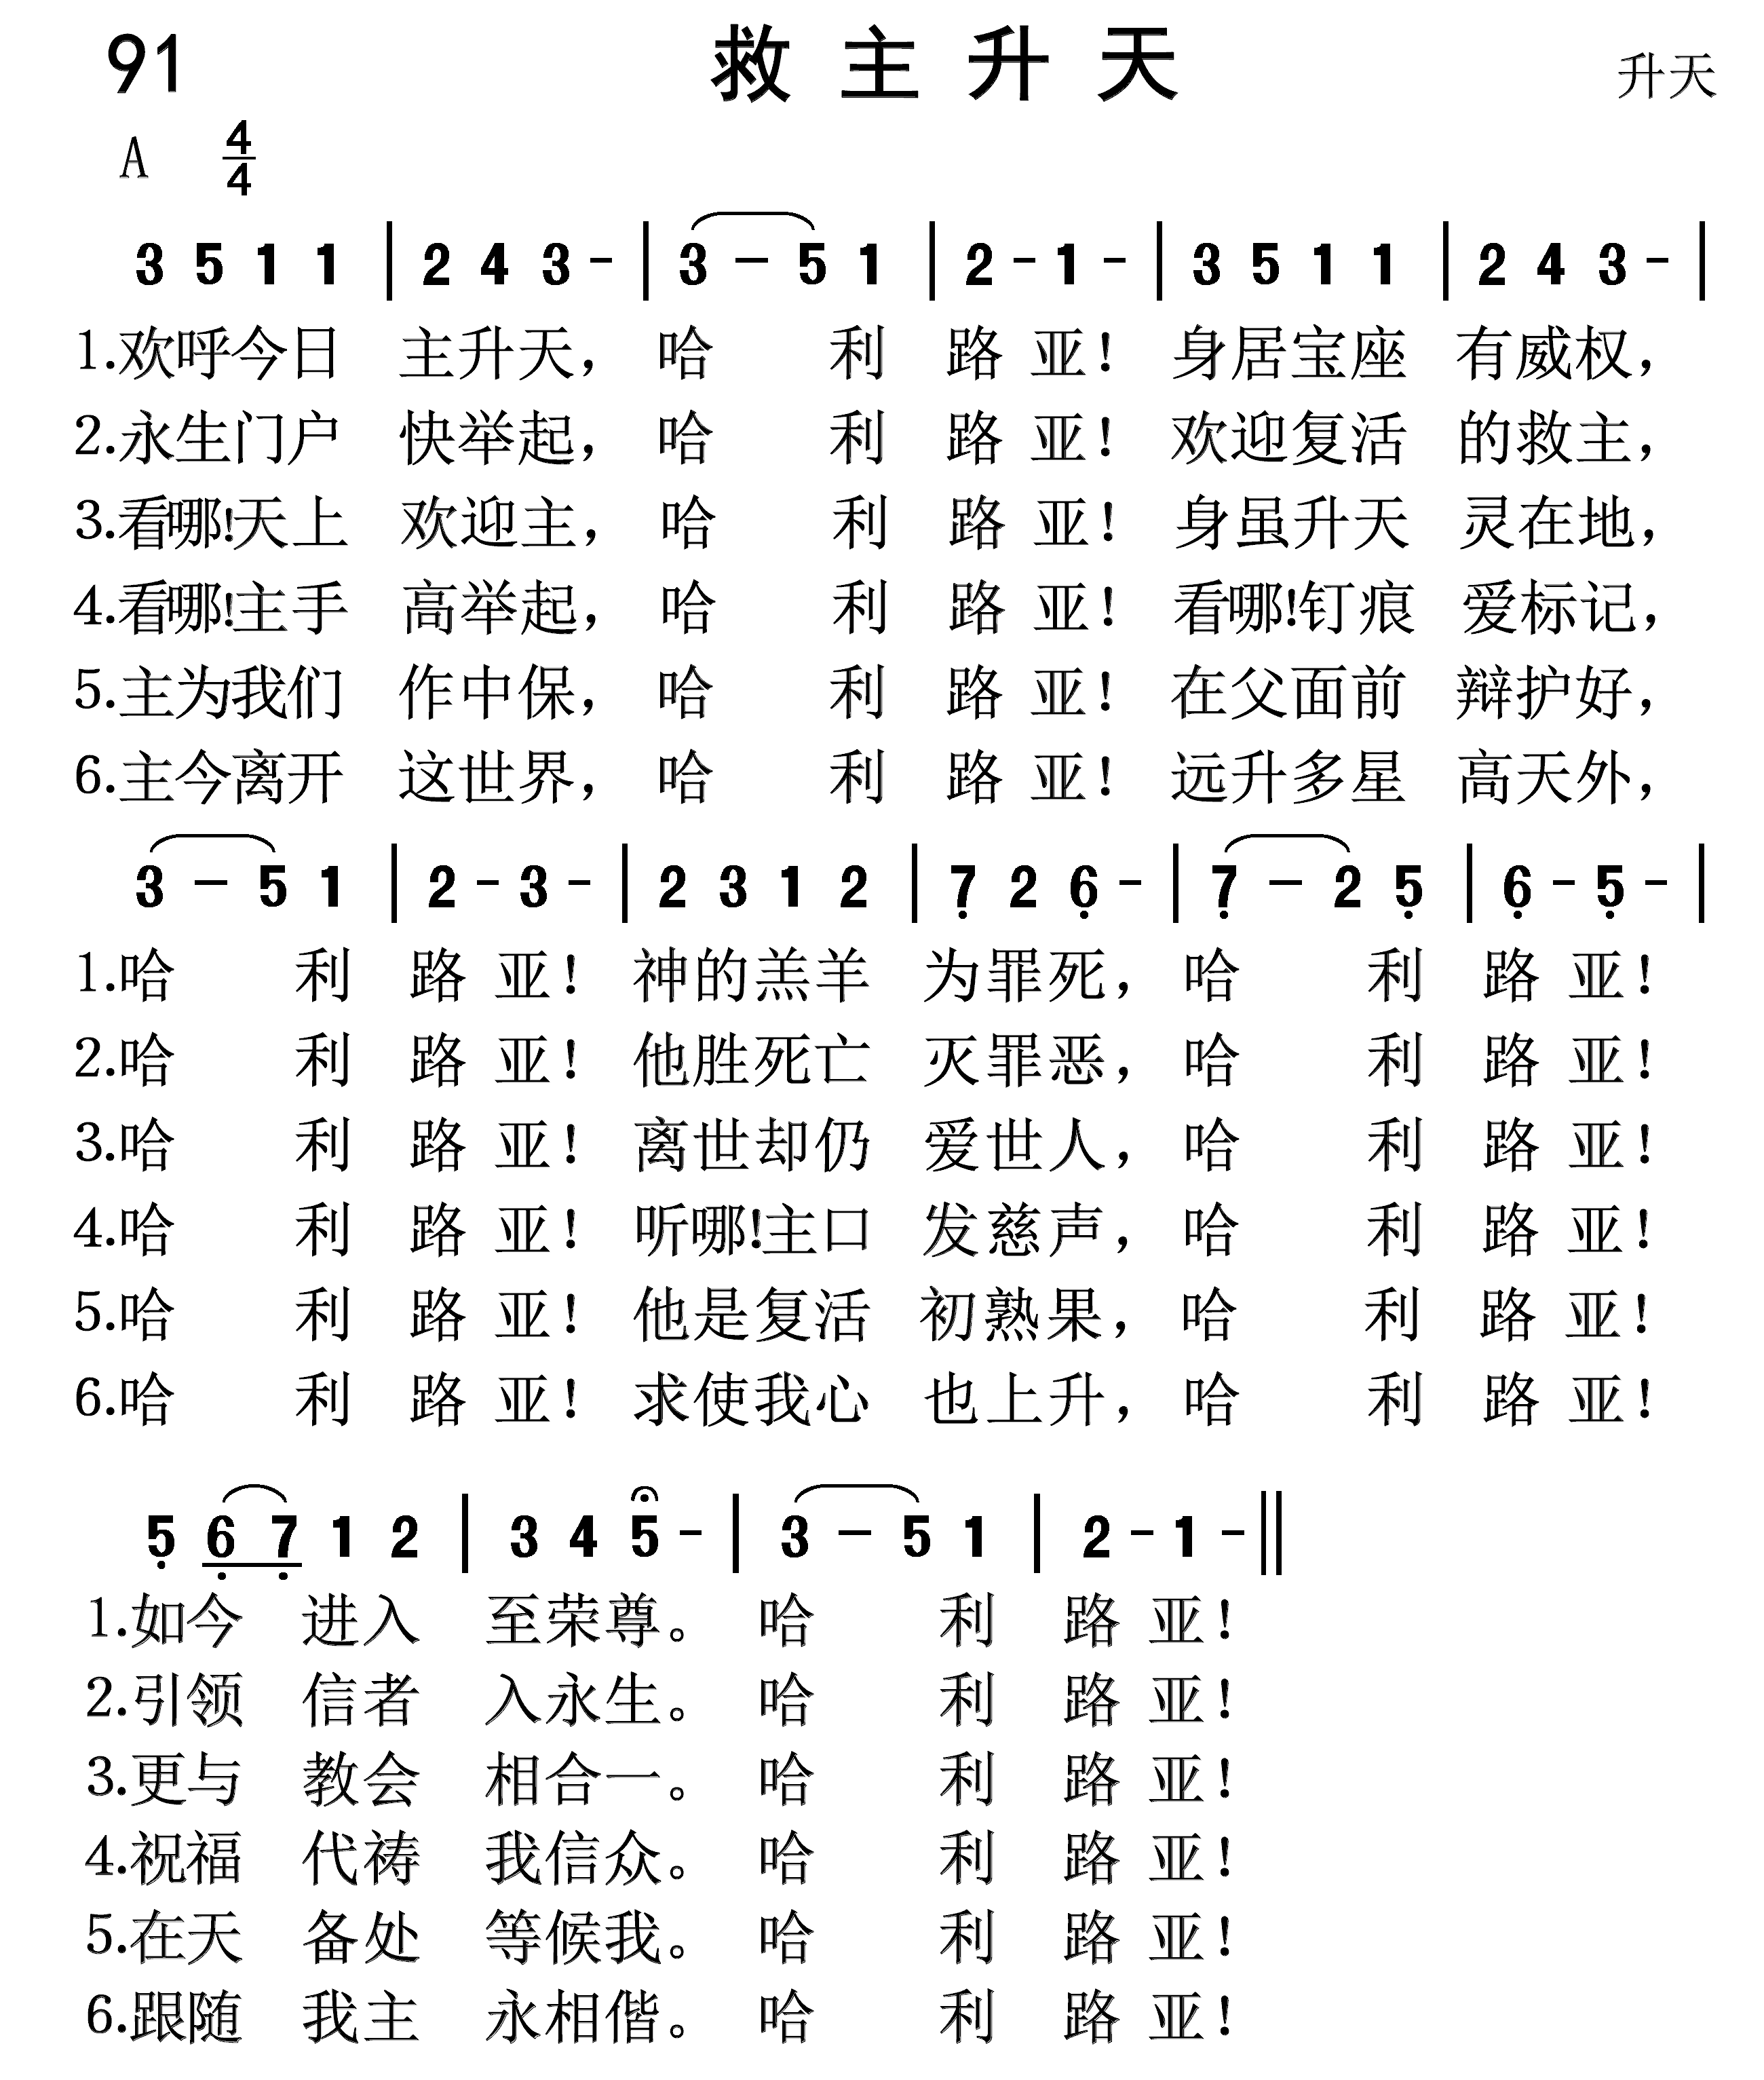 91 救主升天 升天
A 4/4
3 5 1 1 | 2 4 3 - | 3 - 5 1 | 2 - 1 - | 3 5 1 1 | 2 4 3 - |
1.欢呼今日 主升天， 哈 利 路 亚！ 身居宝座 有威权，
2.永生门户 快举起， 哈 利 路 亚！ 欢迎复活 的救主，
3.看哪！天上 欢迎主， 哈 利 路 亚！ 身虽升天 灵在地，
4.看哪！主手 高举起， 哈 利 路 亚！ 看哪！钉痕 爱标记，
5.主为我们 作中保， 哈 利 路 亚！ 在父面前 辩护好，
6.主今离开 这世界， 哈 利 路 亚！ 远升多星 高天外，
3 - 5 1 | 2 - 3 - | 2 3 1 2 | 7̣ 2 6̣ - | 7̣ - 2 5̣ | 6̣ - 5̣ - |
1.哈 利 路 亚！ 神的羔羊 为罪死， 哈 利 路 亚！
2.哈 利 路 亚！ 他胜死亡 灭罪恶， 哈 利 路 亚！
3.哈 利 路 亚！ 离世却仍 爱世人， 哈 利 路 亚！
4.哈 利 路 亚！ 听哪！主口 发慈声， 哈 利 路 亚！
5.哈 利 路 亚！ 他是复活 初熟果， 哈 利 路 亚！
6.哈 利 路 亚！ 求使我心 也上升， 哈 利 路 亚！
5̣ 6̣ 7̣ 1 2 | 3 4 5 - | 3 - 5 1 | 2 - 1 - ||
1.如今 进入 至荣尊。 哈 利 路 亚！
2.引领 信者 入永生。 哈 利 路 亚！
3.更与 教会 相合一。 哈 利 路 亚！
4.祝福 代祷 我信众。 哈 利 路 亚！
5.在天 备处 等候我。 哈 利 路 亚！
6.跟随 我主 永相偕。 哈 利 路 亚！